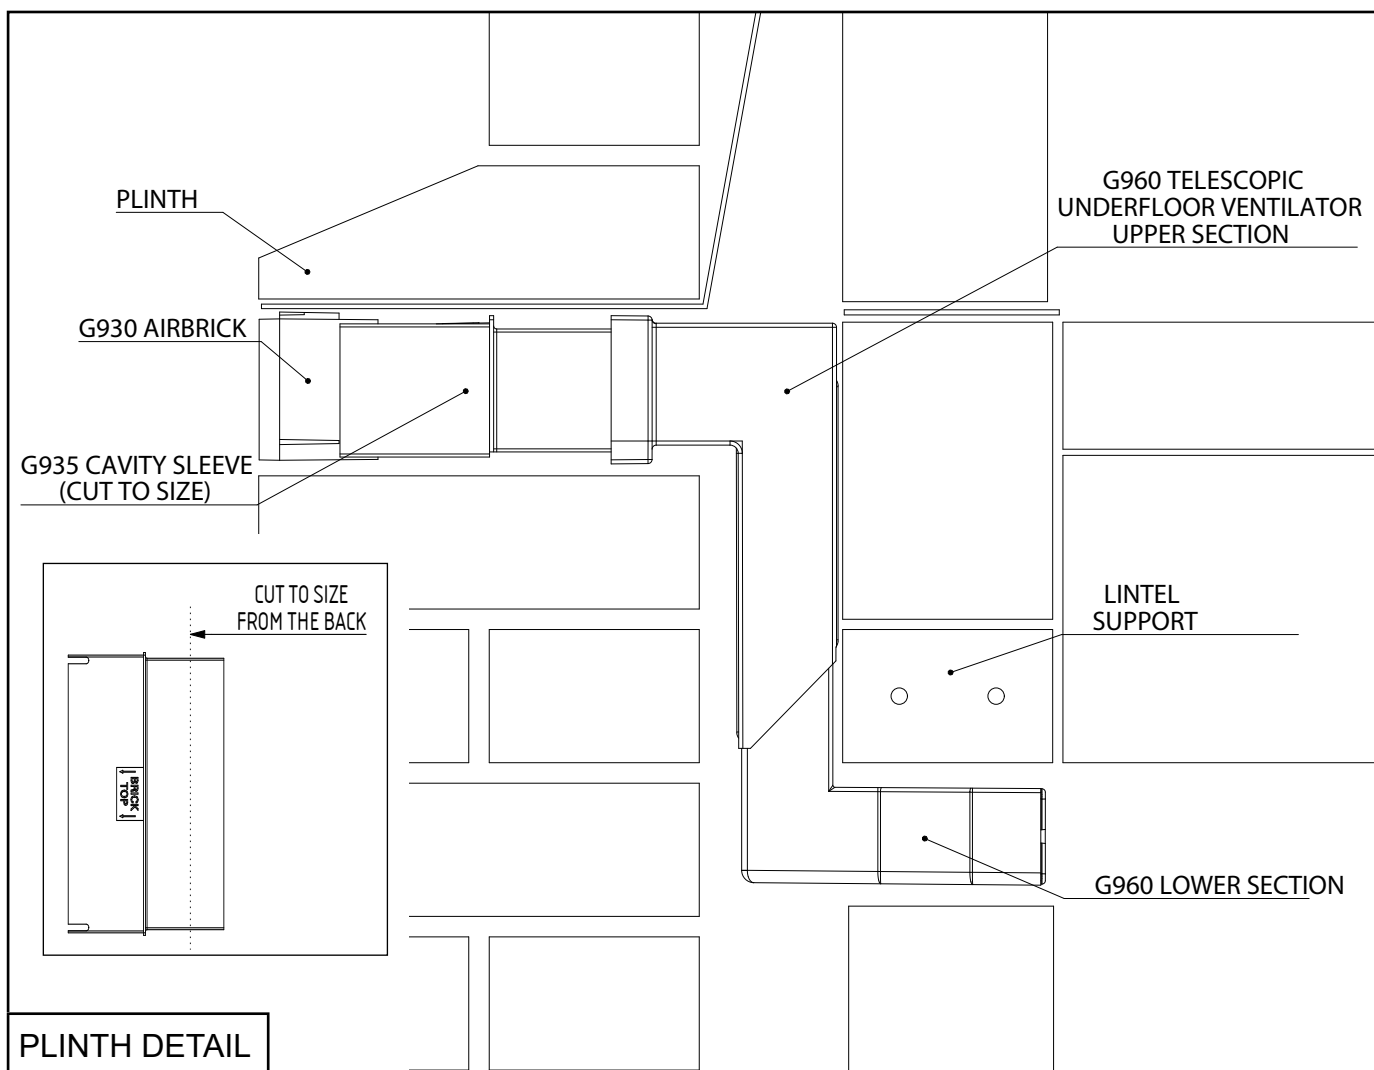 PLINTH
G960 TELESCOPIC
UNDERFLOOR VENTILATOR
UPPER SECTION
G930 AIRBRICK
G935 CAVITY SLEEVE
(CUT TO SIZE)
CUT TO SIZE
FROM THE BACK
LINTEL
SUPPORT
BRICK
TOP
G960 LOWER SECTION
PLINTH DETAIL